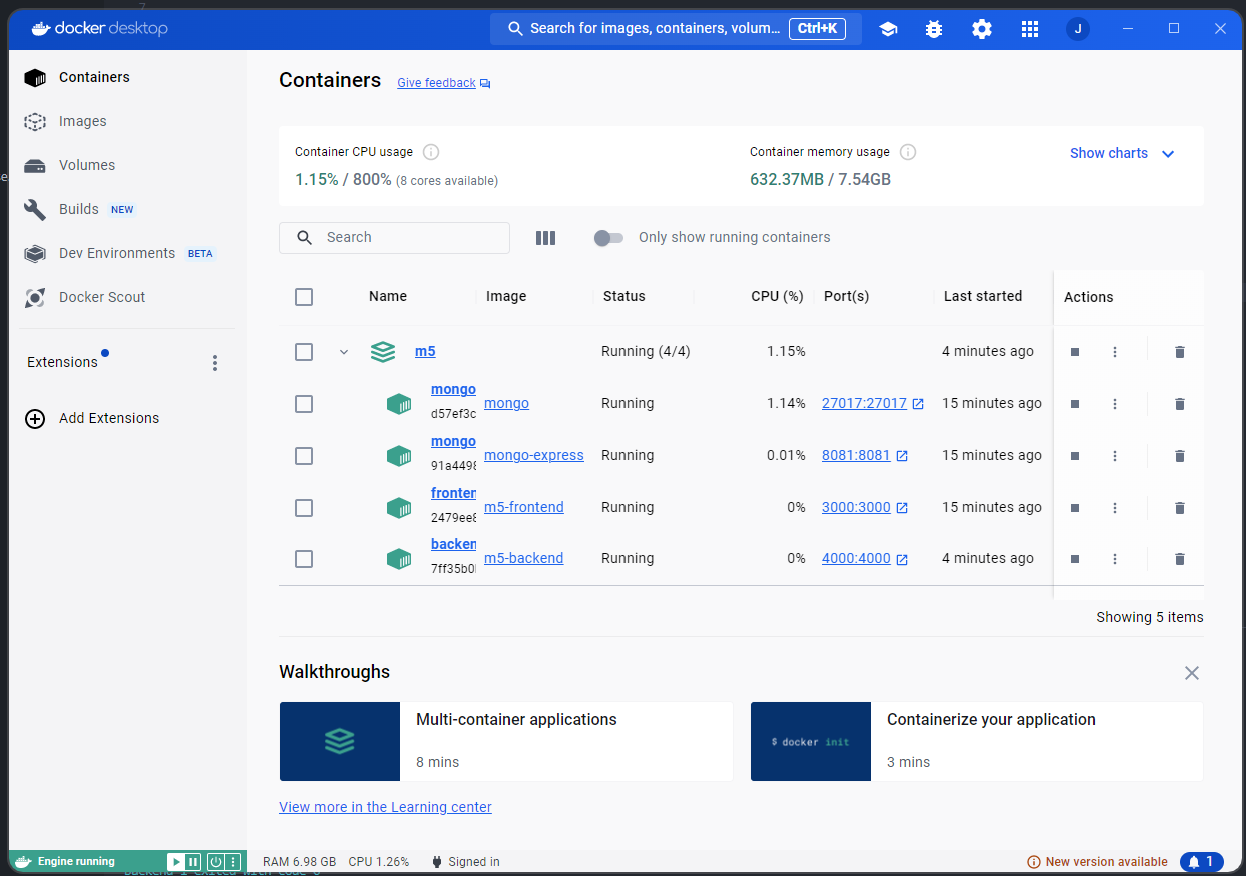 docker desktop
Search for images, containers, volum... Ctrl+K
J
Containers
Images
Volumes
Builds NEW
Dev Environments BETA
Docker Scout
Extensions
Add Extensions
Containers Give feedback
Container CPU usage
1.15% / 800% (8 cores available)
Container memory usage
632.37MB / 7.54GB
Show charts
Search
Only show running containers
Name Image Status CPU (%) Port(s) Last started Actions
m5 Running (4/4) 1.15% 4 minutes ago
mongo
d57ef3c
mongo Running 1.14% 27017:27017 15 minutes ago
mongo
91a4498
mongo-express Running 0.01% 8081:8081 15 minutes ago
fronten
2479ee8
m5-frontend Running 0% 3000:3000 15 minutes ago
backen
7ff35b0
m5-backend Running 0% 4000:4000 4 minutes ago
Showing 5 items
Walkthroughs
Multi-container applications
8 mins
$ docker init
Containerize your application
3 mins
View more in the Learning center
Engine running
RAM 6.98 GB CPU 1.26% Signed in
New version available 1